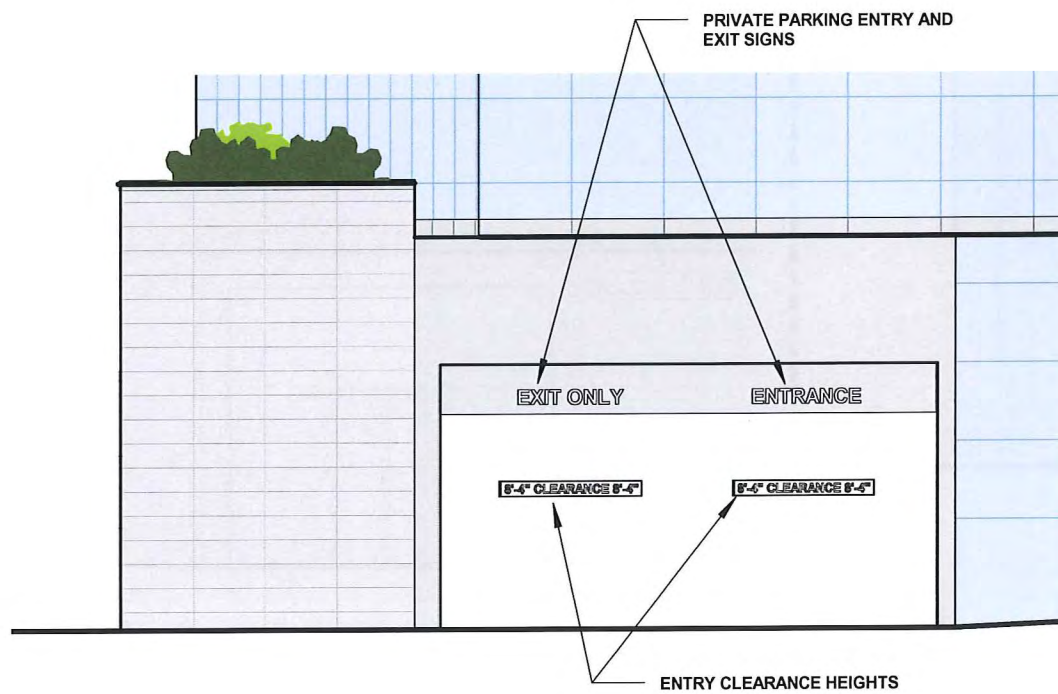 PRIVATE PARKING ENTRY AND
EXIT SIGNS
EXIT ONLY
ENTRANCE
8'-4" CLEARANCE 8'-4"
8'-4" CLEARANCE 8'-4"
ENTRY CLEARANCE HEIGHTS